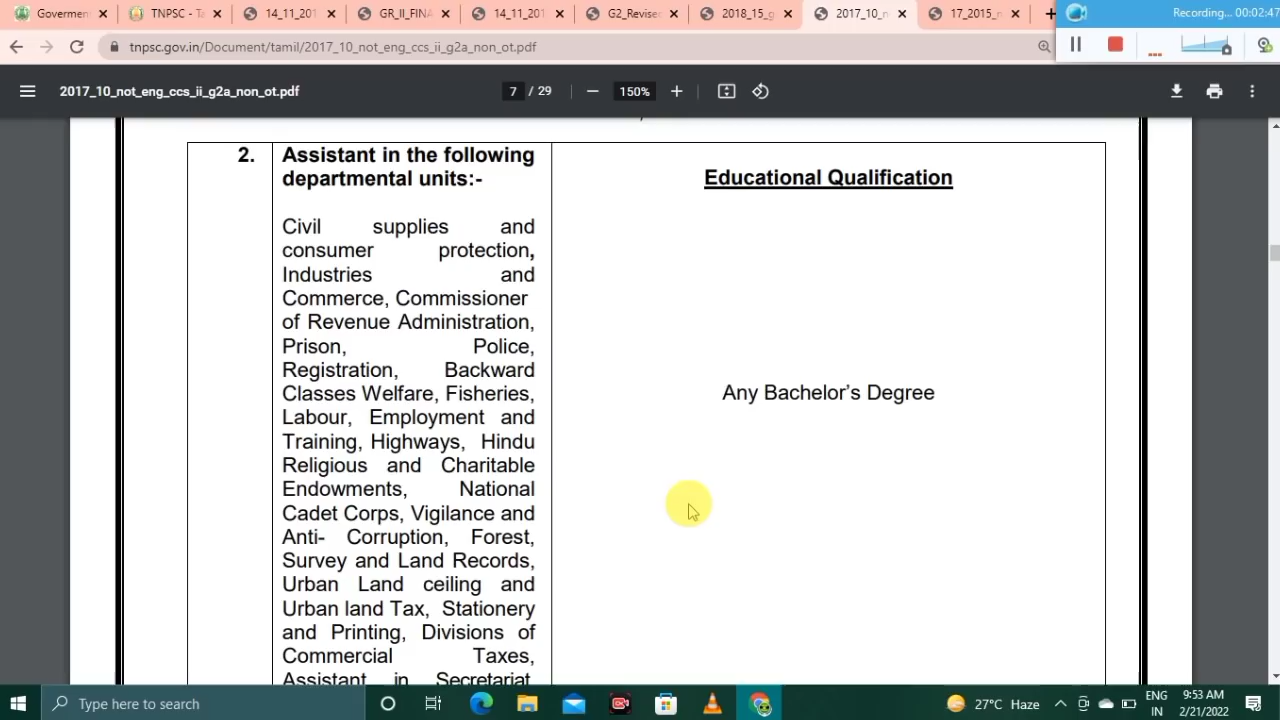 Governmen
TNPSC - Ta
14_11_201
GR_II_FINA
14_11_201
G2_Revised
2018_15_g
2017_10_n
17_2015_n
Recording... 00:02:47
tnpsc.gov.in/Document/tamil/2017_10_not_eng_ccs_ii_g2a_non_ot.pdf
2017_10_not_eng_ccs_ii_g2a_non_ot.pdf
7 / 29
150%
2. Assistant in the following
departmental units:-
Civil supplies and
consumer protection,
Industries and
Commerce, Commissioner
of Revenue Administration,
Prison, Police,
Registration, Backward
Classes Welfare, Fisheries,
Labour, Employment and
Training, Highways, Hindu
Religious and Charitable
Endowments, National
Cadet Corps, Vigilance and
Anti- Corruption, Forest,
Survey and Land Records,
Urban Land ceiling and
Urban land Tax, Stationery
and Printing, Divisions of
Commercial Taxes,
Assistant in Secretariat
Educational Qualification
Any Bachelor’s Degree
Type here to search
27°C Haze
ENG
IN
9:53 AM
2/21/2022